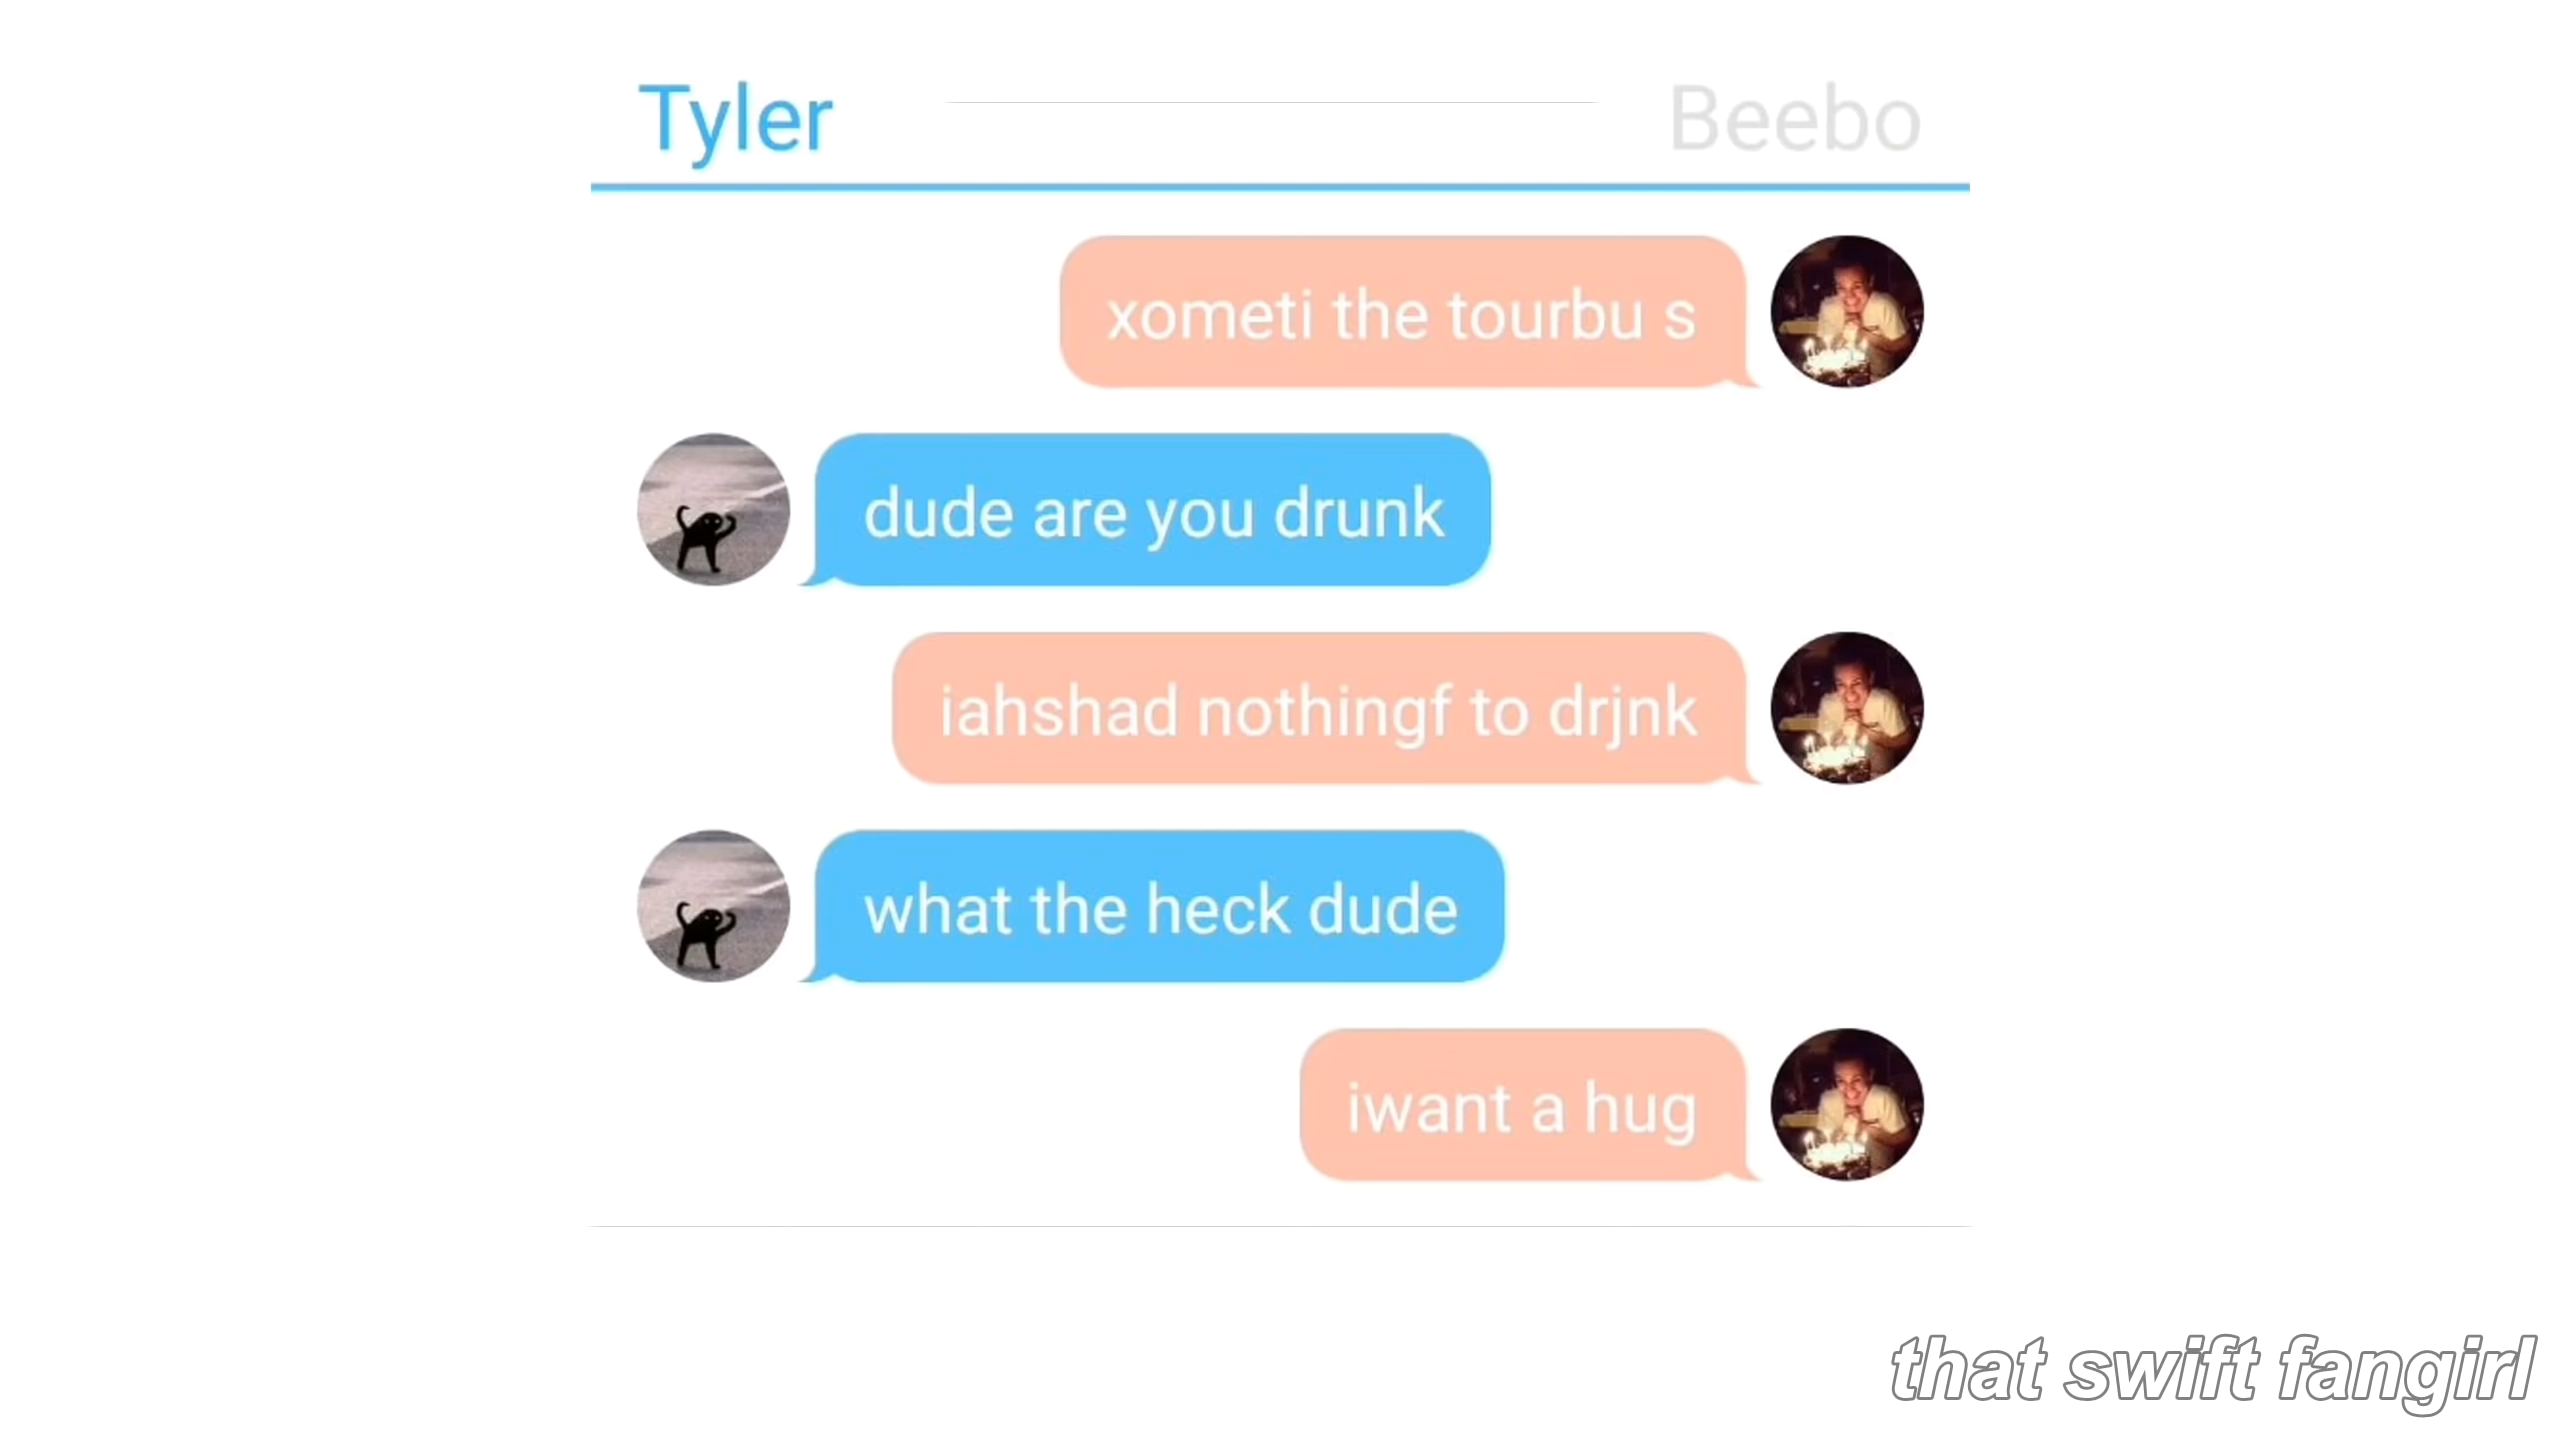 Tyler
Beebo
xometi the tourbu s
dude are you drunk
iahshad nothingf to drjnk
what the heck dude
iwant a hug
that swift fangirl